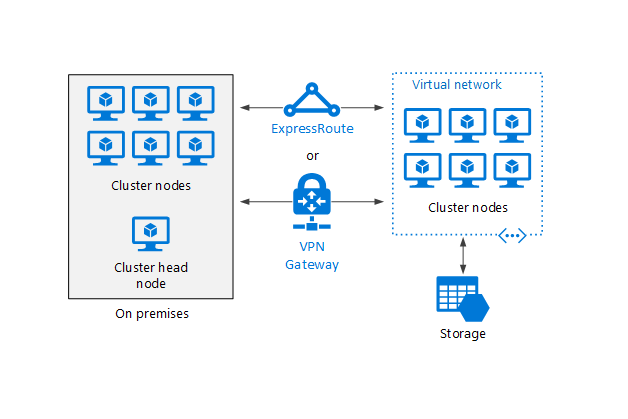 Virtual network
ExpressRoute
or
Cluster nodes
Cluster nodes
VPN
Gateway
Cluster head
node
On premises
Storage